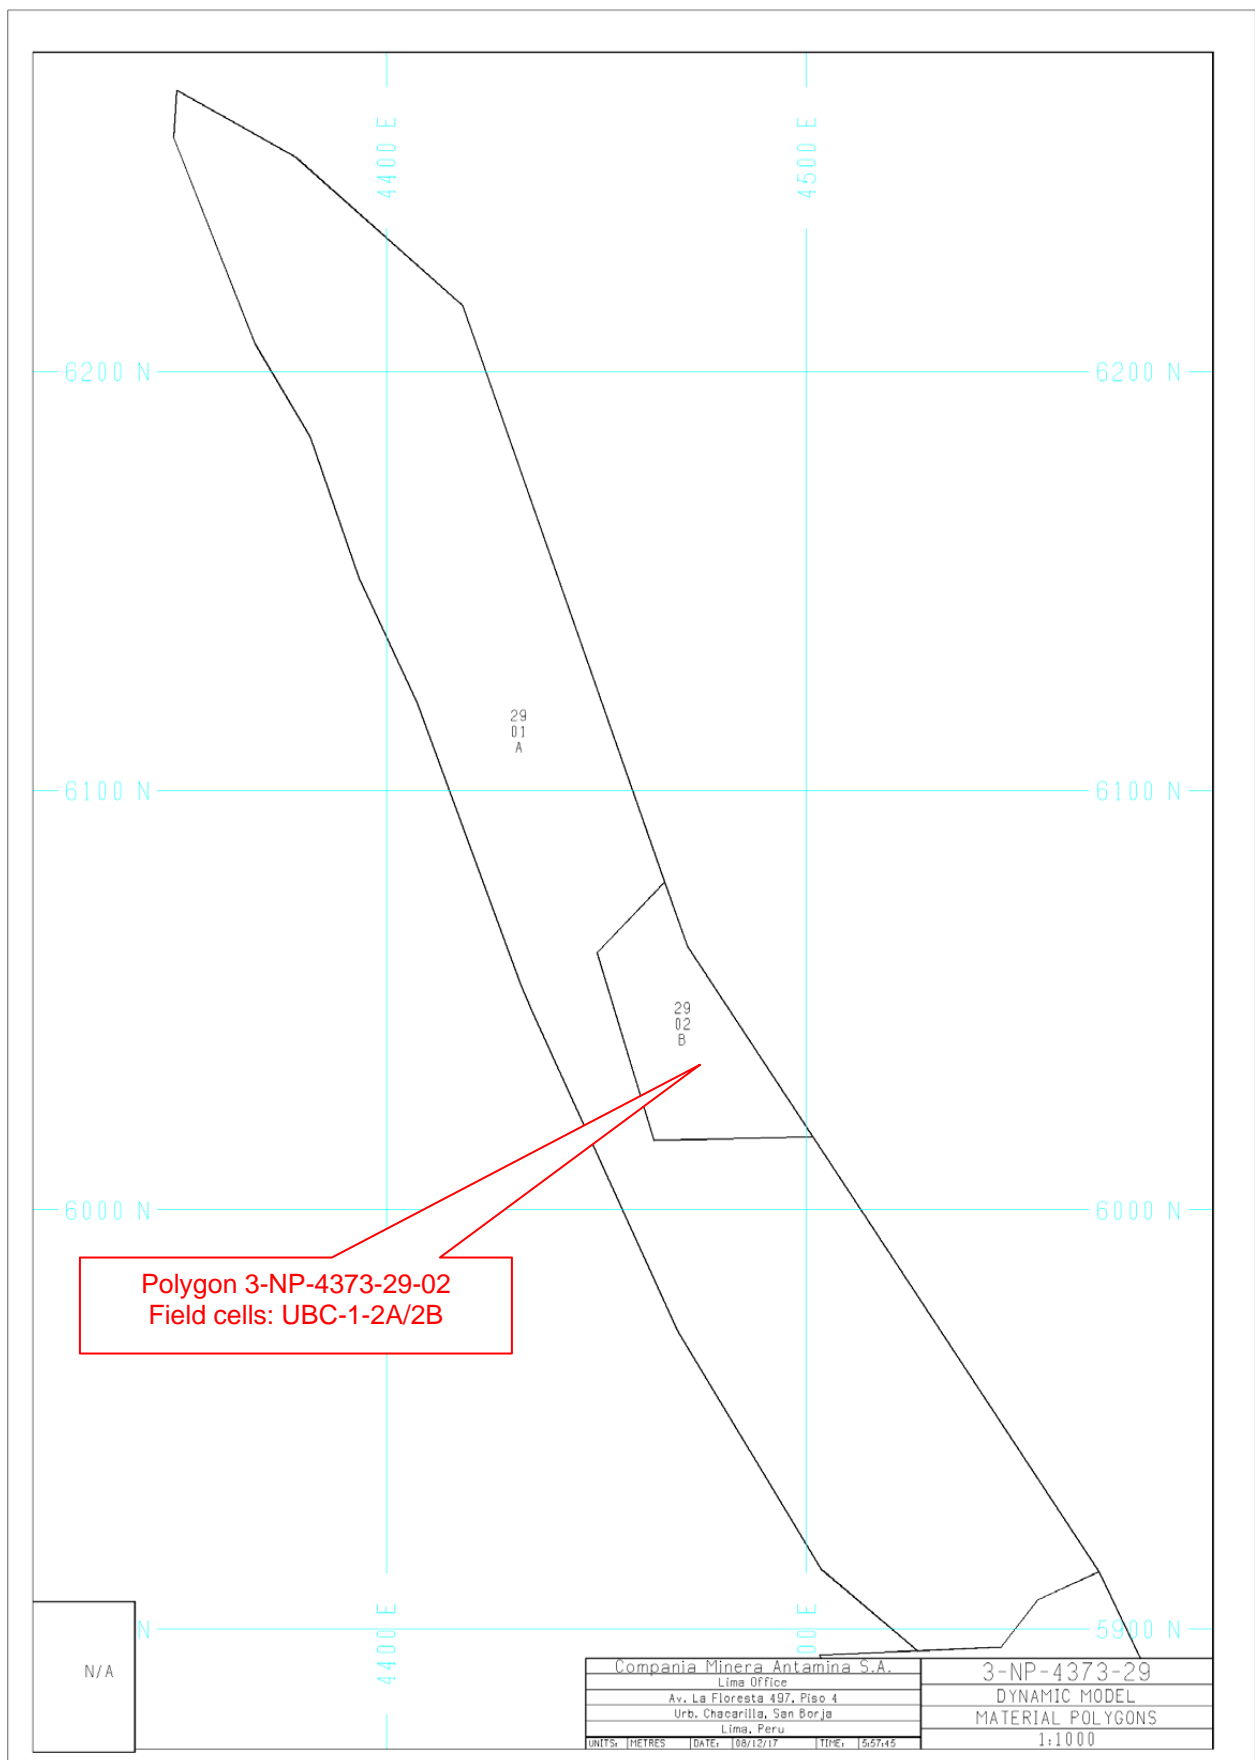 4400 E
4500 E
6200 N
6200 N
29
01
A
6100 N
6100 N
29
02
B
6000 N
6000 N
Polygon 3-NP-4373-29-02
Field cells: UBC-1-2A/2B
N
4400 E
00 E
5900 N
N/A
Compania Minera Antamina S.A.
Lima Office
Av. La Floresta 497, Piso 4
Urb. Chacarilla, San Borja
Lima, Peru
UNITS: METRES DATE: 08/12/17 TIME: 5:57:45
3-NP-4373-29
DYNAMIC MODEL
MATERIAL POLYGONS
1:1000